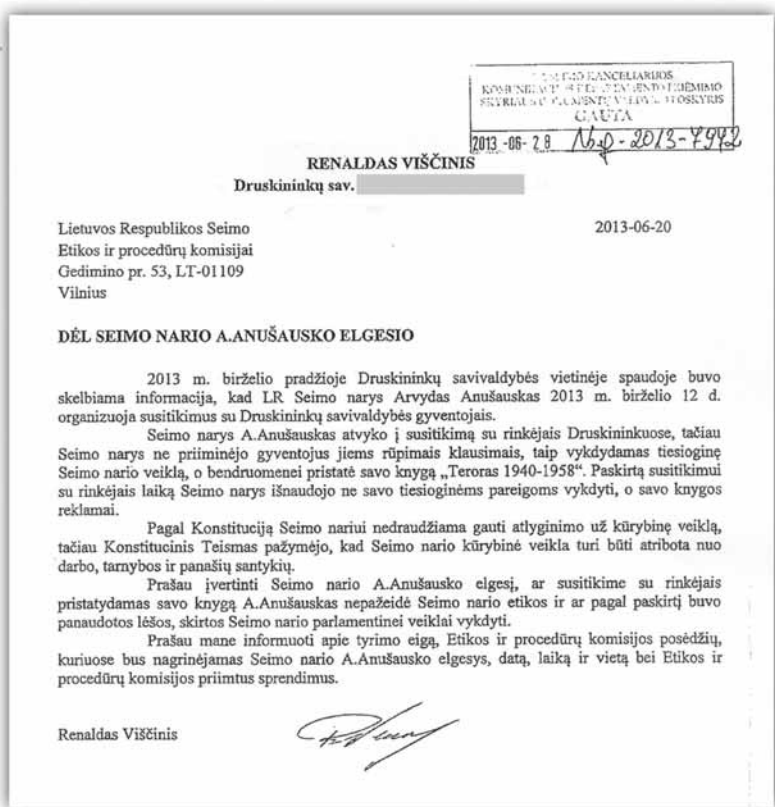 KANCELIARIJOS
GAUTA
2013 -06- 2 8 2013-7992
RENALDAS VIŠČINIS
Druskininkų sav.
Lietuvos Respublikos Seimo 2013-06-20
Etikos ir procedūrų komisijai
Gedimino pr. 53, LT-01109
Vilnius
DĖL SEIMO NARIO A.ANUŠAUSKO ELGESIO
2013 m. birželio pradžioje Druskininkų savivaldybės vietinėje spaudoje buvo
skelbiama informacija, kad LR Seimo narys Arvydas Anušauskas 2013 m. birželio 12 d.
organizuoja susitikimus su Druskininkų savivaldybės gyventojais.
Seimo narys A.Anušauskas atvyko į susitikimą su rinkėjais Druskininkuose, tačiau
Seimo narys ne priiminėjo gyventojus jiems rūpimais klausimais, taip vykdydamas tiesioginę
Seimo nario veiklą, o bendruomenei pristatė savo knygą „Teroras 1940-1958“. Paskirtą susitikimui
su rinkėjais laiką Seimo narys išnaudojo ne savo tiesioginėms pareigoms vykdyti, o savo knygos
reklamai.
Pagal Konstituciją Seimo nariui nedraudžiama gauti atlyginimo už kūrybinę veiklą,
tačiau Konstitucinis Teismas pažymėjo, kad Seimo nario kūrybinė veikla turi būti atribota nuo
darbo, tarnybos ir panašių santykių.
Prašau įvertinti Seimo nario A.Anušausko elgesį, ar susitikime su rinkėjais
pristatydamas savo knygą A.Anušauskas nepažeidė Seimo nario etikos ir ar pagal paskirtį buvo
panaudotos lėšos, skirtos Seimo nario parlamentinei veiklai vykdyti.
Prašau mane informuoti apie tyrimo eigą, Etikos ir procedūrų komisijos posėdžių,
kuriuose bus nagrinėjamas Seimo nario A.Anušausko elgesys, datą, laiką ir vietą bei Etikos ir
procedūrų komisijos priimtus sprendimus.
Renaldas Viščinis